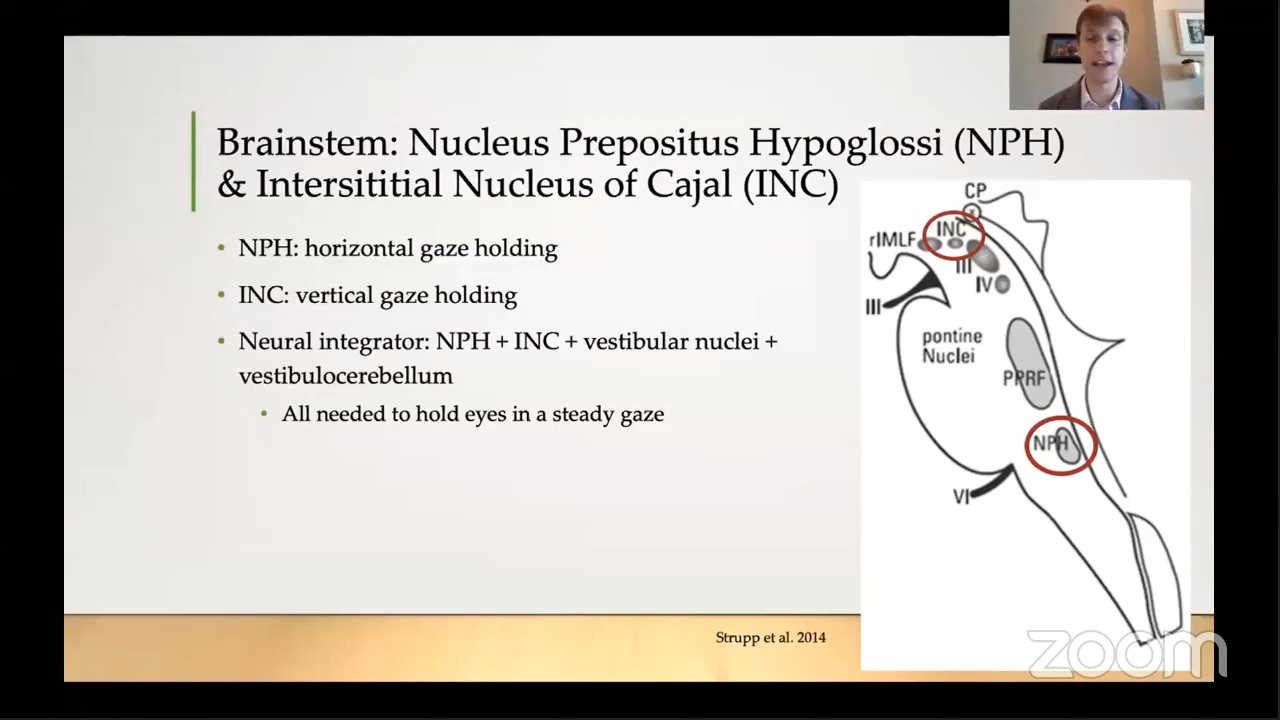 Brainstem: Nucleus Prepositus Hypoglossi (NPH)
& Intersititial Nucleus of Cajal (INC)
• NPH: horizontal gaze holding
• INC: vertical gaze holding
• Neural integrator: NPH + INC + vestibular nuclei +
vestibulocerebellum
• All needed to hold eyes in a steady gaze
CP
INC
rIMLF
III
IV
III
pontine
Nuclei
PPRF
NPH
VI
Strupp et al. 2014
zoom